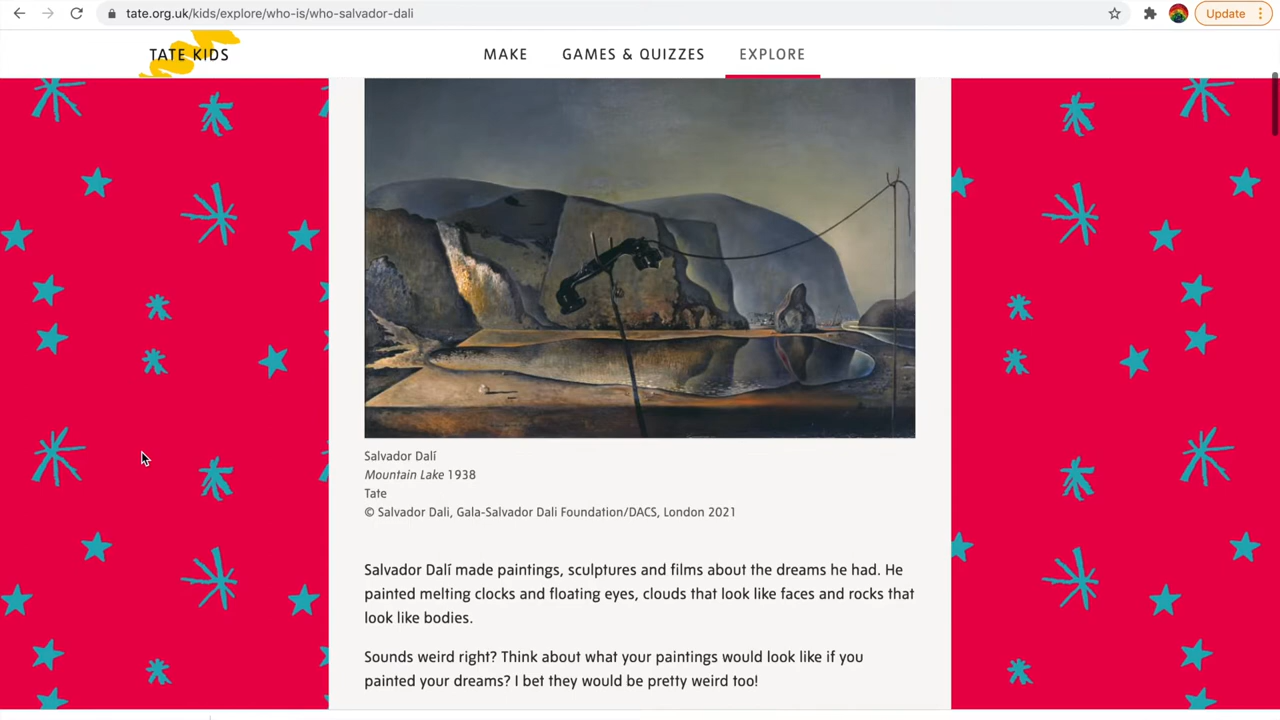 tate.org.uk/kids/explore/who-is/who-salvador-dali
Update
TATE KIDS
MAKE
GAMES & QUIZZES
EXPLORE
Salvador Dalí
Mountain Lake 1938
Tate
© Salvador Dali, Gala-Salvador Dali Foundation/DACS, London 2021
Salvador Dalí made paintings, sculptures and films about the dreams he had. He
painted melting clocks and floating eyes, clouds that look like faces and rocks that
look like bodies.
Sounds weird right? Think about what your paintings would look like if you
painted your dreams? I bet they would be pretty weird too!